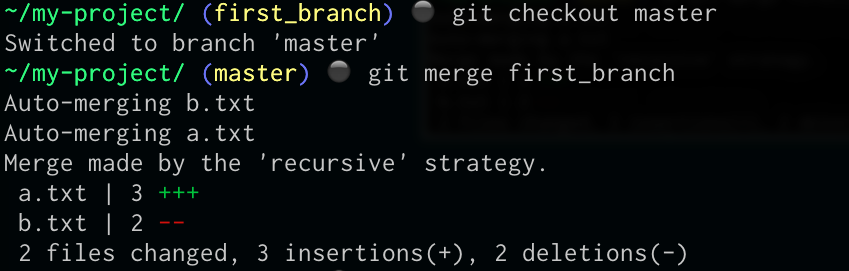 ~/my-project/ (first_branch) ⚫ git checkout master
Switched to branch 'master'
~/my-project/ (master) ⚫ git merge first_branch
Auto-merging b.txt
Auto-merging a.txt
Merge made by the 'recursive' strategy.
 a.txt | 3 +++
 b.txt | 2 --
 2 files changed, 3 insertions(+), 2 deletions(-)